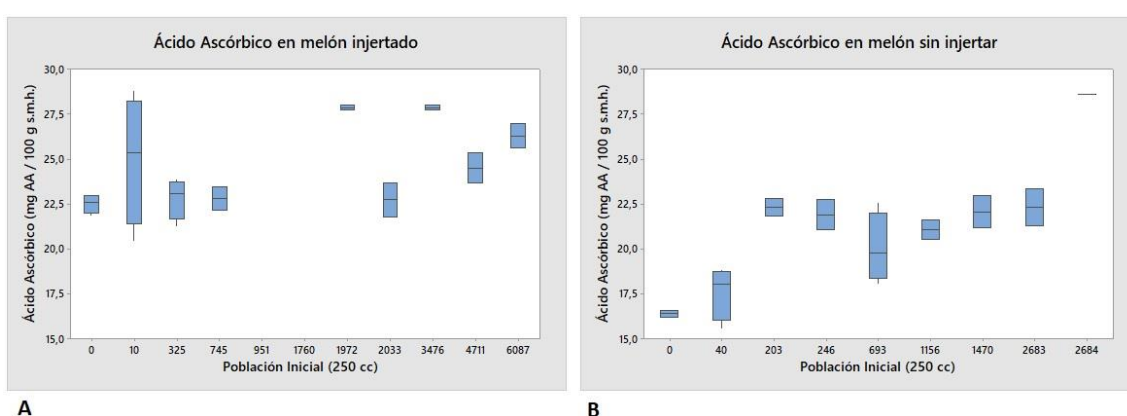 Ácido Ascórbico en melón injertado
Ácido Ascórbico (mg AA / 100 g s.m.h.)
30,0
27,5
25,0
22,5
20,0
17,5
15,0
0 10 325 745 951 1760 1972 2033 3476 4711 6087
Población Inicial (250 cc)
A
Ácido Ascórbico en melón sin injertar
Ácido Ascórbico (mg AA / 100 g s.m.h.)
30,0
27,5
25,0
22,5
20,0
17,5
15,0
0 40 203 246 693 1156 1470 2683 2684
Población Inicial (250 cc)
B